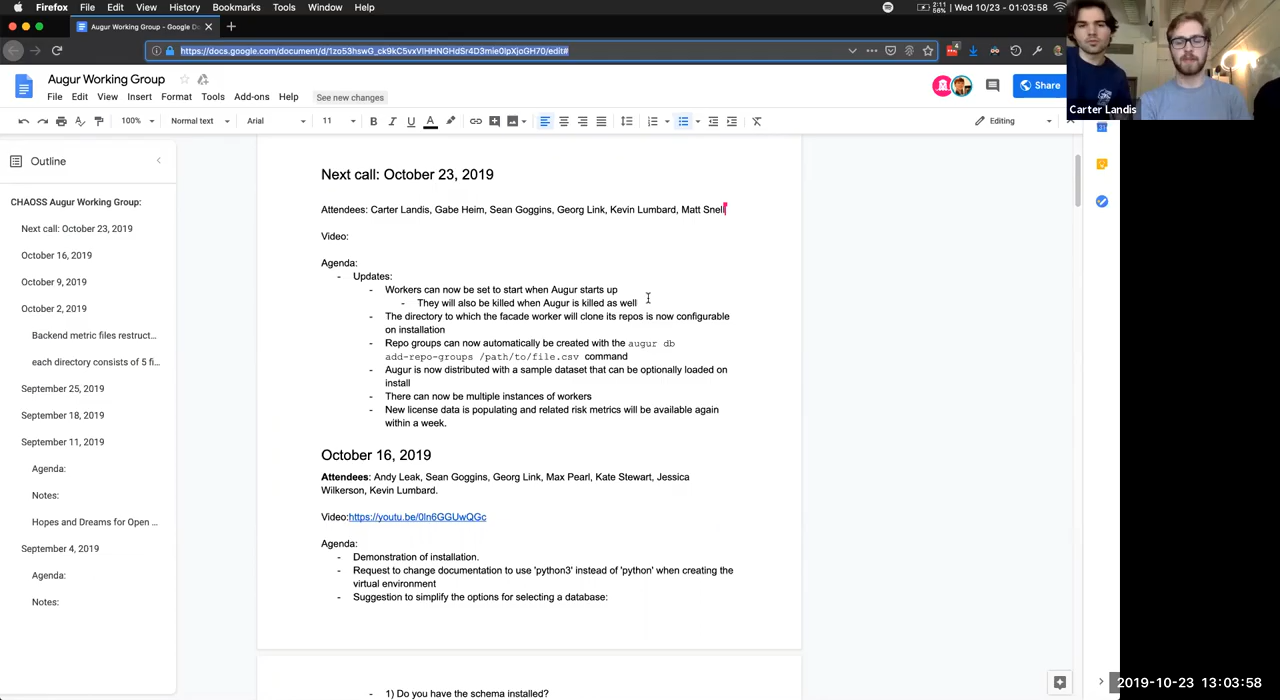 Firefox File Edit View History Bookmarks Tools Window Help
2:11 58% Wed 10/23 - 01:03:58
Augur Working Group - Google Do
https://docs.google.com/document/d/1zo53hswG_ck9kC5vxVlHHNGHdSr4D3mie0lpXjoGH70/edit#
4
Augur Working Group
File Edit View Insert Format Tools Add-ons Help See new changes
Share
Carter Landis
100% Normal text Arial 11 B I U A Editing
Outline
CHAOSS Augur Working Group:
Next call: October 23, 2019
October 16, 2019
October 9, 2019
October 2, 2019
Backend metric files restruct...
each directory consists of 5 fi...
September 25, 2019
September 18, 2019
September 11, 2019
Agenda:
Notes:
Hopes and Dreams for Open ...
September 4, 2019
Agenda:
Notes:
Next call: October 23, 2019
Attendees: Carter Landis, Gabe Heim, Sean Goggins, Georg Link, Kevin Lumbard, Matt Snell
Video:
Agenda:
- Updates:
- Workers can now be set to start when Augur starts up
- They will also be killed when Augur is killed as well
- The directory to which the facade worker will clone its repos is now configurable
on installation
- Repo groups can now automatically be created with the augur db
add-repo-groups /path/to/file.csv command
- Augur is now distributed with a sample dataset that can be optionally loaded on
install
- There can now be multiple instances of workers
- New license data is populating and related risk metrics will be available again
within a week.
October 16, 2019
Attendees: Andy Leak, Sean Goggins, Georg Link, Max Pearl, Kate Stewart, Jessica
Wilkerson, Kevin Lumbard.
Video:https://youtu.be/0ln6GGUwQGc
Agenda:
- Demonstration of installation.
- Request to change documentation to use 'python3' instead of 'python' when creating the
virtual environment
- Suggestion to simplify the options for selecting a database:
- 1) Do you have the schema installed?
2019-10-23 13:03:58